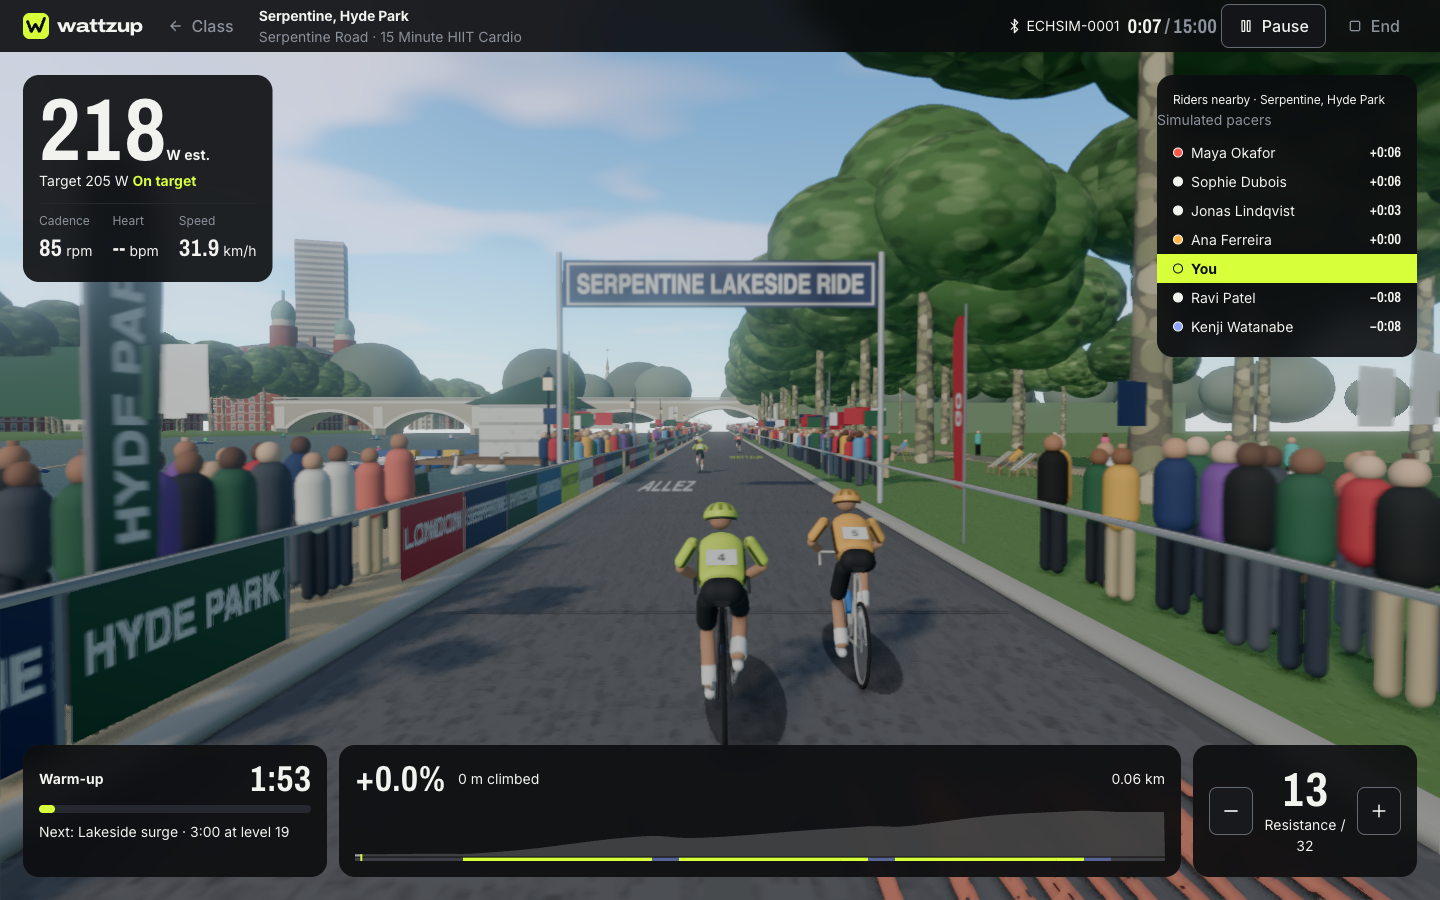 wattzup
Class
Serpentine, Hyde Park
Serpentine Road · 15 Minute HIIT Cardio
ECHSIM-0001
0:07 / 15:00
Pause
End
218 W est.
Target 205 W On target
Cadence Heart Speed
85 rpm -- bpm 31.9 km/h
Riders nearby · Serpentine, Hyde Park
Simulated pacers
Maya Okafor +0:06
Sophie Dubois +0:06
Jonas Lindqvist +0:03
Ana Ferreira +0:00
You
Ravi Patel −0:08
Kenji Watanabe −0:08
SERPENTINE LAKESIDE RIDE
HYDE PAR
ALLEZ
LONDON
HYDE PARK
4
5
Warm-up 1:53
Next: Lakeside surge · 3:00 at level 19
+0.0% 0 m climbed 0.06 km
13
Resistance /
32